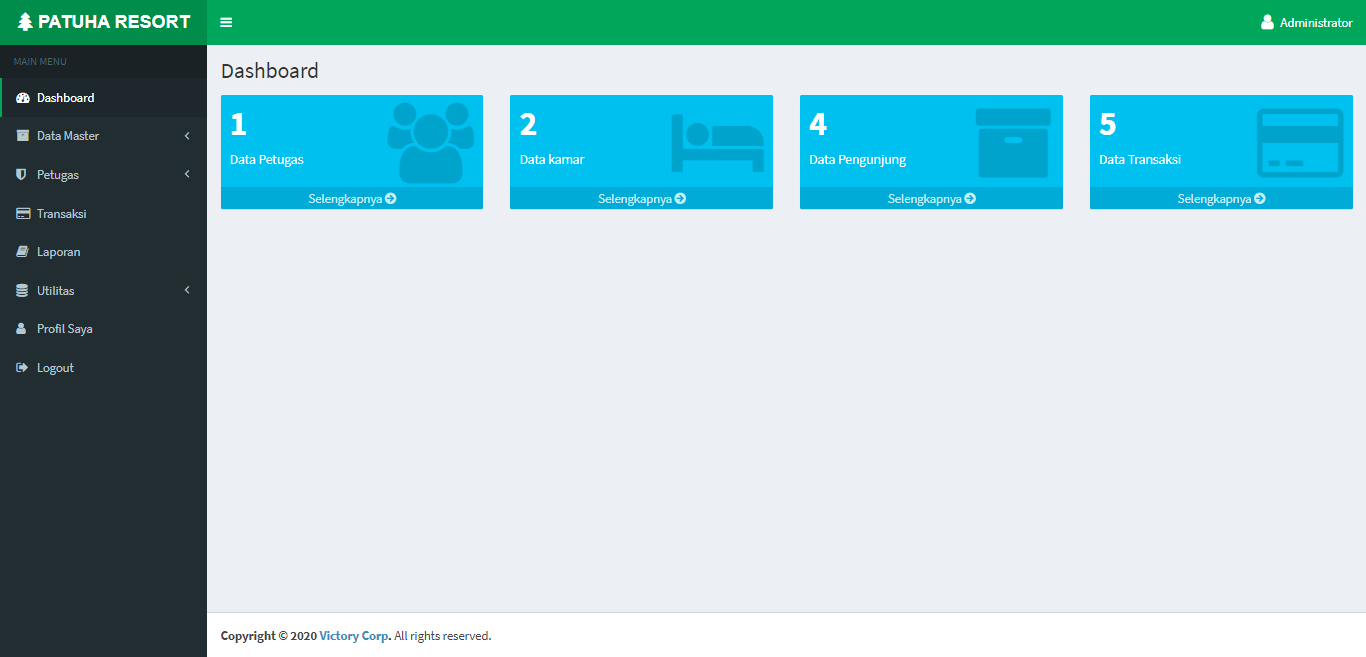 PATUHA RESORT
Administrator
MAIN MENU
Dashboard
Data Master
Petugas
Transaksi
Laporan
Utilitas
Profil Saya
Logout
Dashboard
1
Data Petugas
Selengkapnya
2
Data kamar
Selengkapnya
4
Data Pengunjung
Selengkapnya
5
Data Transaksi
Selengkapnya
Copyright © 2020 Victory Corp. All rights reserved.